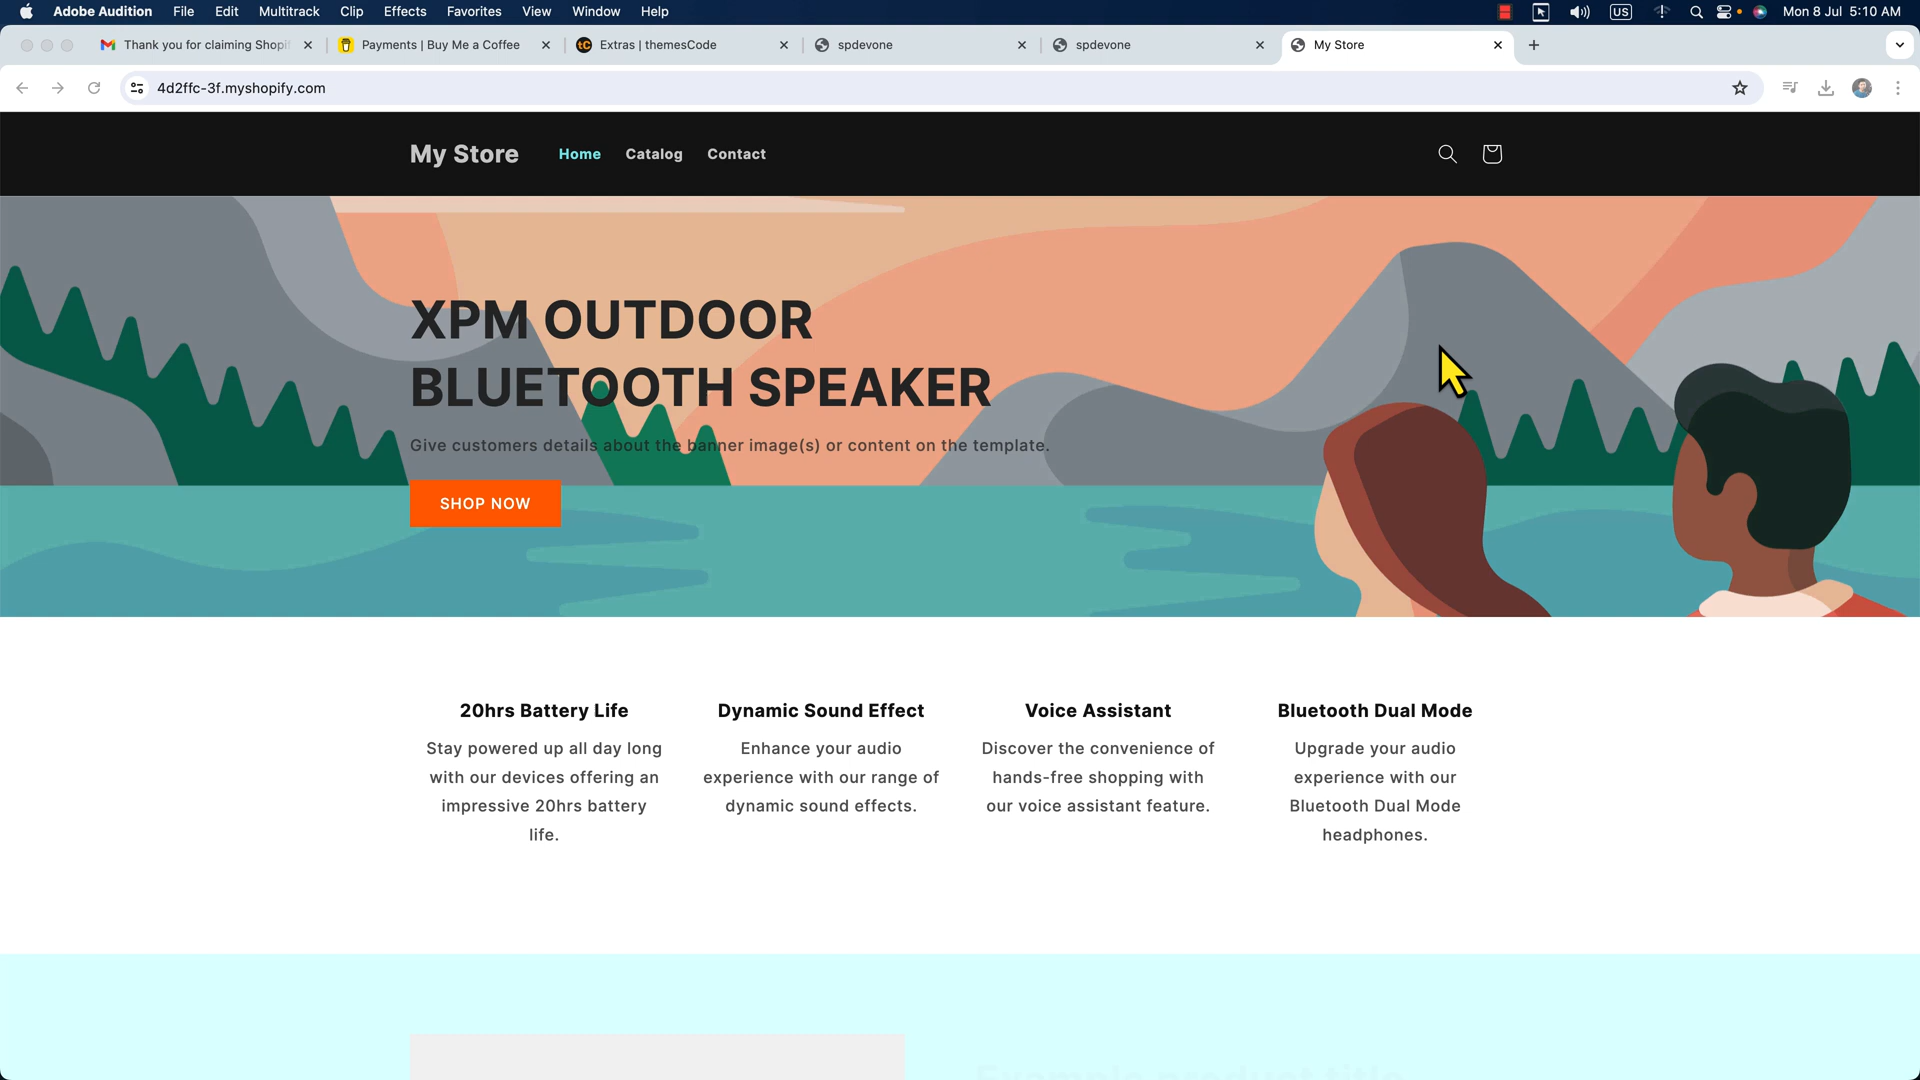 Adobe Audition File Edit Multitrack Clip Effects Favorites View Window Help US Mon 8 Jul 5:10 AM
Thank you for claiming Shopif Payments | Buy Me a Coffee tC Extras | themesCode spdevone spdevone My Store
4d2ffc-3f.myshopify.com
My Store Home Catalog Contact
XPM OUTDOOR
BLUETOOTH SPEAKER
Give customers details about the banner image(s) or content on the template.
SHOP NOW
20hrs Battery Life
Stay powered up all day long
with our devices offering an
impressive 20hrs battery
life.
Dynamic Sound Effect
Enhance your audio
experience with our range of
dynamic sound effects.
Voice Assistant
Discover the convenience of
hands-free shopping with
our voice assistant feature.
Bluetooth Dual Mode
Upgrade your audio
experience with our
Bluetooth Dual Mode
headphones.
Example product title